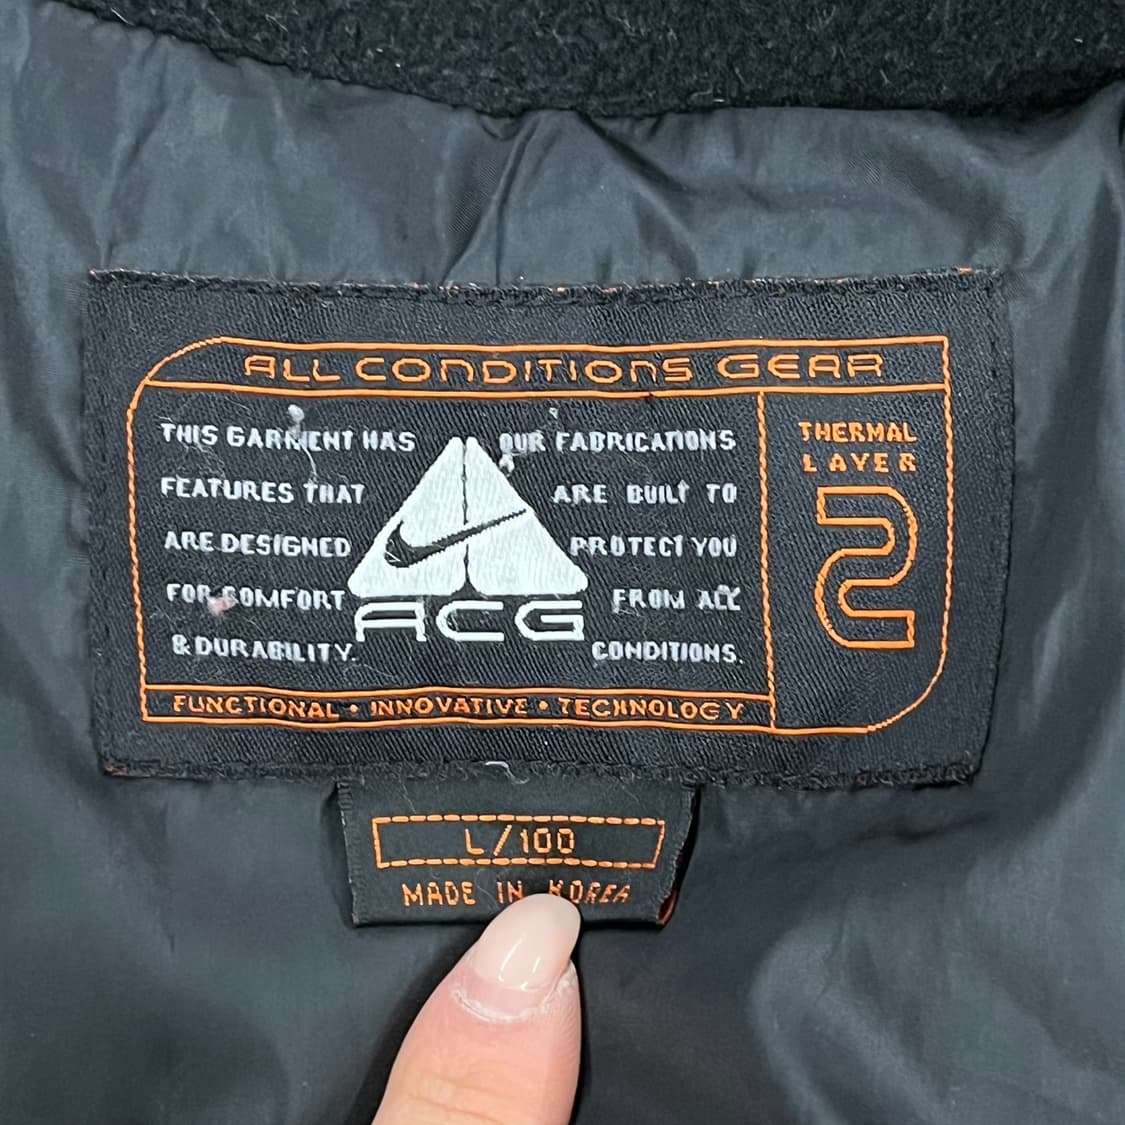 ALL CONDITIONS GEAR
THIS GARMENT HAS
FEATURES THAT
ARE DESIGNED
FOR COMFORT
& DURABILITY.
ACG
OUR FABRICATIONS
ARE BUILT TO
PROTECT YOU
FROM ALL
CONDITIONS.
THERMAL
LAYER
2
FUNCTIONAL • INNOVATIVE • TECHNOLOGY
L/100
MADE IN KOREA